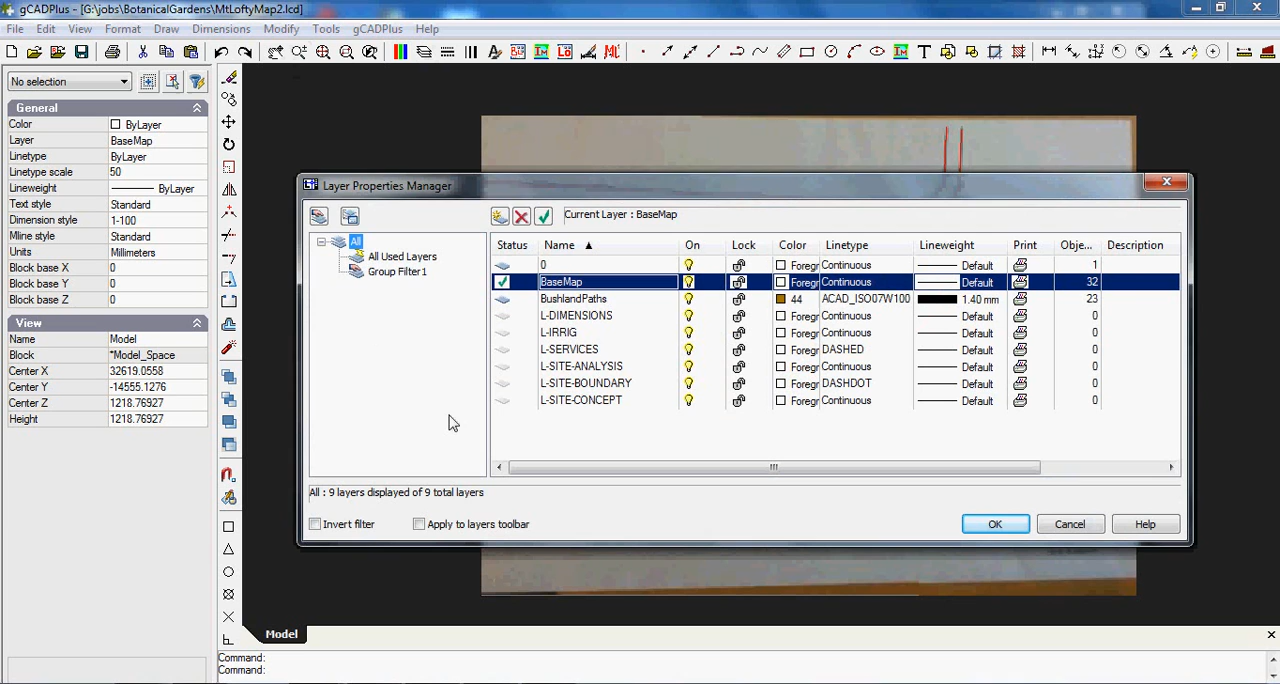 gCADPlus - [G:\jobs\BotanicalGardens\MtLoftyMap2.lcd]
File Edit View Format Draw Dimensions Modify Tools gCADPlus Help
No selection
General
Color ByLayer
Layer BaseMap
Linetype ByLayer
Linetype scale 50
Lineweight ByLayer
Text style Standard
Dimension style 1-100
Mline style Standard
Units Millimeters
Block base X 0
Block base Y 0
Block base Z 0
View
Name Model
Block *Model_Space
Center X 32619.0558
Center Y -14555.1276
Center Z 1218.76927
Height 1218.76927
Layer Properties Manager
Current Layer : BaseMap
All
All Used Layers
Group Filter1
Status Name On Lock Color Linetype Lineweight Print Obje... Description
0 Foregr Continuous Default 1
BaseMap Foregr Continuous Default 32
BushlandPaths 44 ACAD_ISO07W100 1.40 mm 23
L-DIMENSIONS Foregr Continuous Default 0
L-IRRIG Foregr Continuous Default 0
L-SERVICES Foregr DASHED Default 0
L-SITE-ANALYSIS Foregr Continuous Default 0
L-SITE-BOUNDARY Foregr DASHDOT Default 0
L-SITE-CONCEPT Foregr Continuous Default 0
All : 9 layers displayed of 9 total layers
Invert filter Apply to layers toolbar OK Cancel Help
Model
Command:
Command: